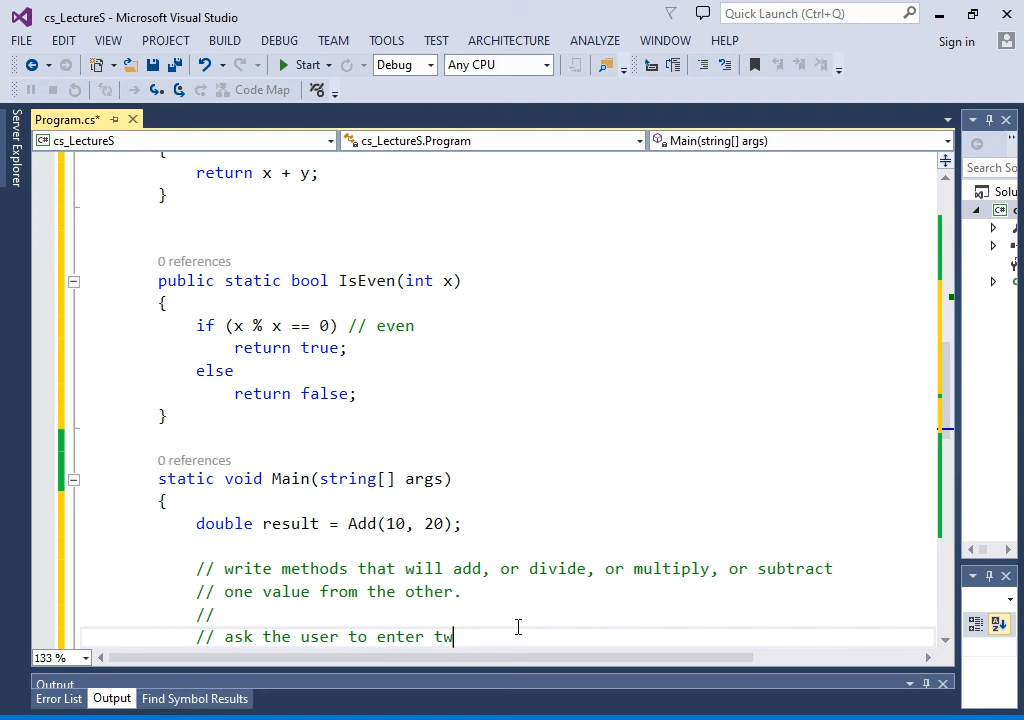 cs_LectureS - Microsoft Visual Studio
Quick Launch (Ctrl+Q)
FILE EDIT VIEW PROJECT BUILD DEBUG TEAM TOOLS TEST ARCHITECTURE ANALYZE WINDOW HELP
Sign in
Start Debug Any CPU
Code Map
Server Explorer
Program.cs*
cs_LectureS
cs_LectureS.Program
Main(string[] args)
{
return x + y;
}
0 references
public static bool IsEven(int x)
{
if (x % x == 0) // even
return true;
else
return false;
}
0 references
static void Main(string[] args)
{
double result = Add(10, 20);
// write methods that will add, or divide, or multiply, or subtract
// one value from the other.
//
// ask the user to enter tw
133 %
Search So
Solu
C#
Output
Error List Output Find Symbol Results